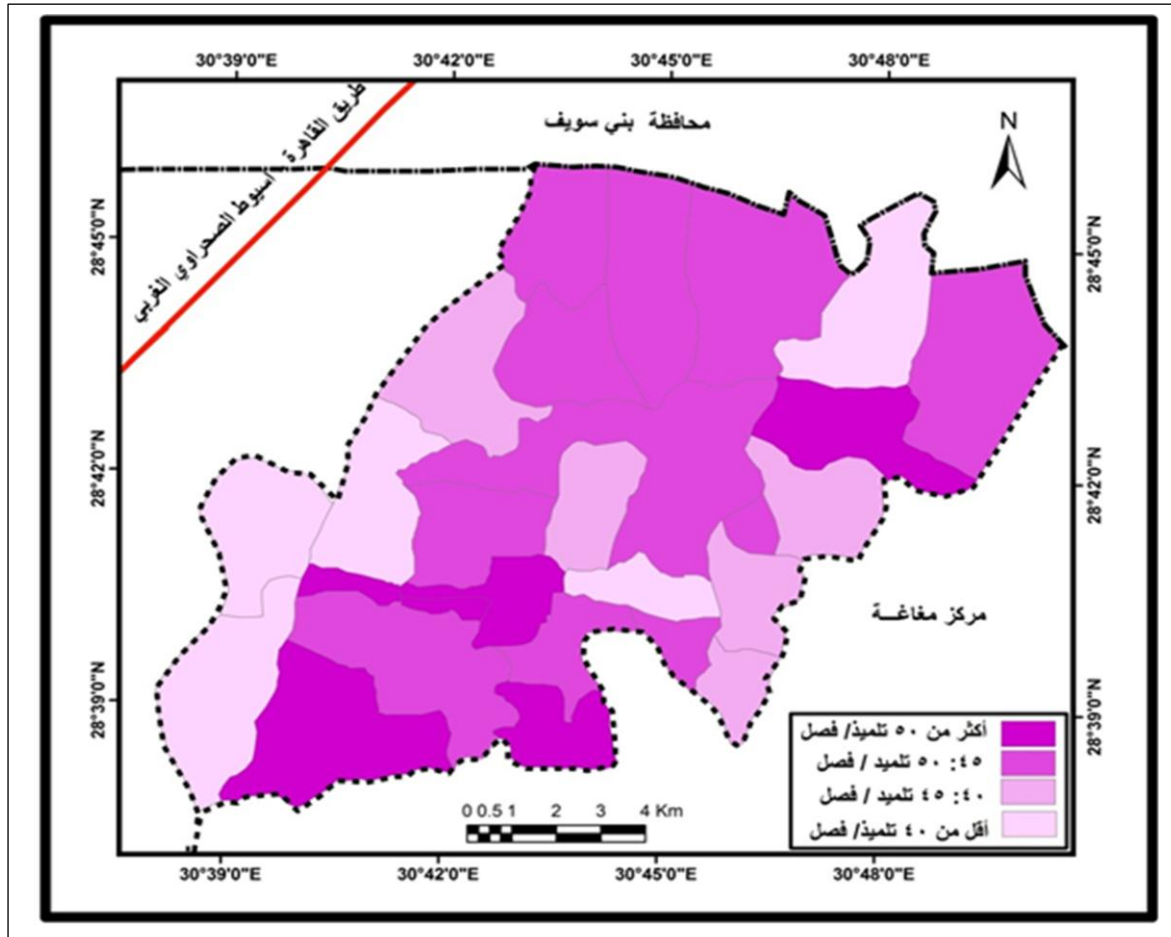 30°39'0"E 30°42'0"E 30°45'0"E 30°48'0"E
محافظة بني سويف
N
طريق القاهرة - اسيوط الصحراوي الغربي
28°45'0"N
28°45'0"N
28°42'0"N
28°42'0"N
مركز مغاغـــة
28°39'0"N
28°39'0"N
أكثر من ٥٠ تلميذ/ فصل
٤٥: ٥٠ تلميد / فصل
٤٠: ٤٥ تلميد / فصل
أقل من ٤٠ تلميذ/ فصل
0 0.5 1 2 3 4 Km
30°39'0"E 30°42'0"E 30°45'0"E 30°48'0"E